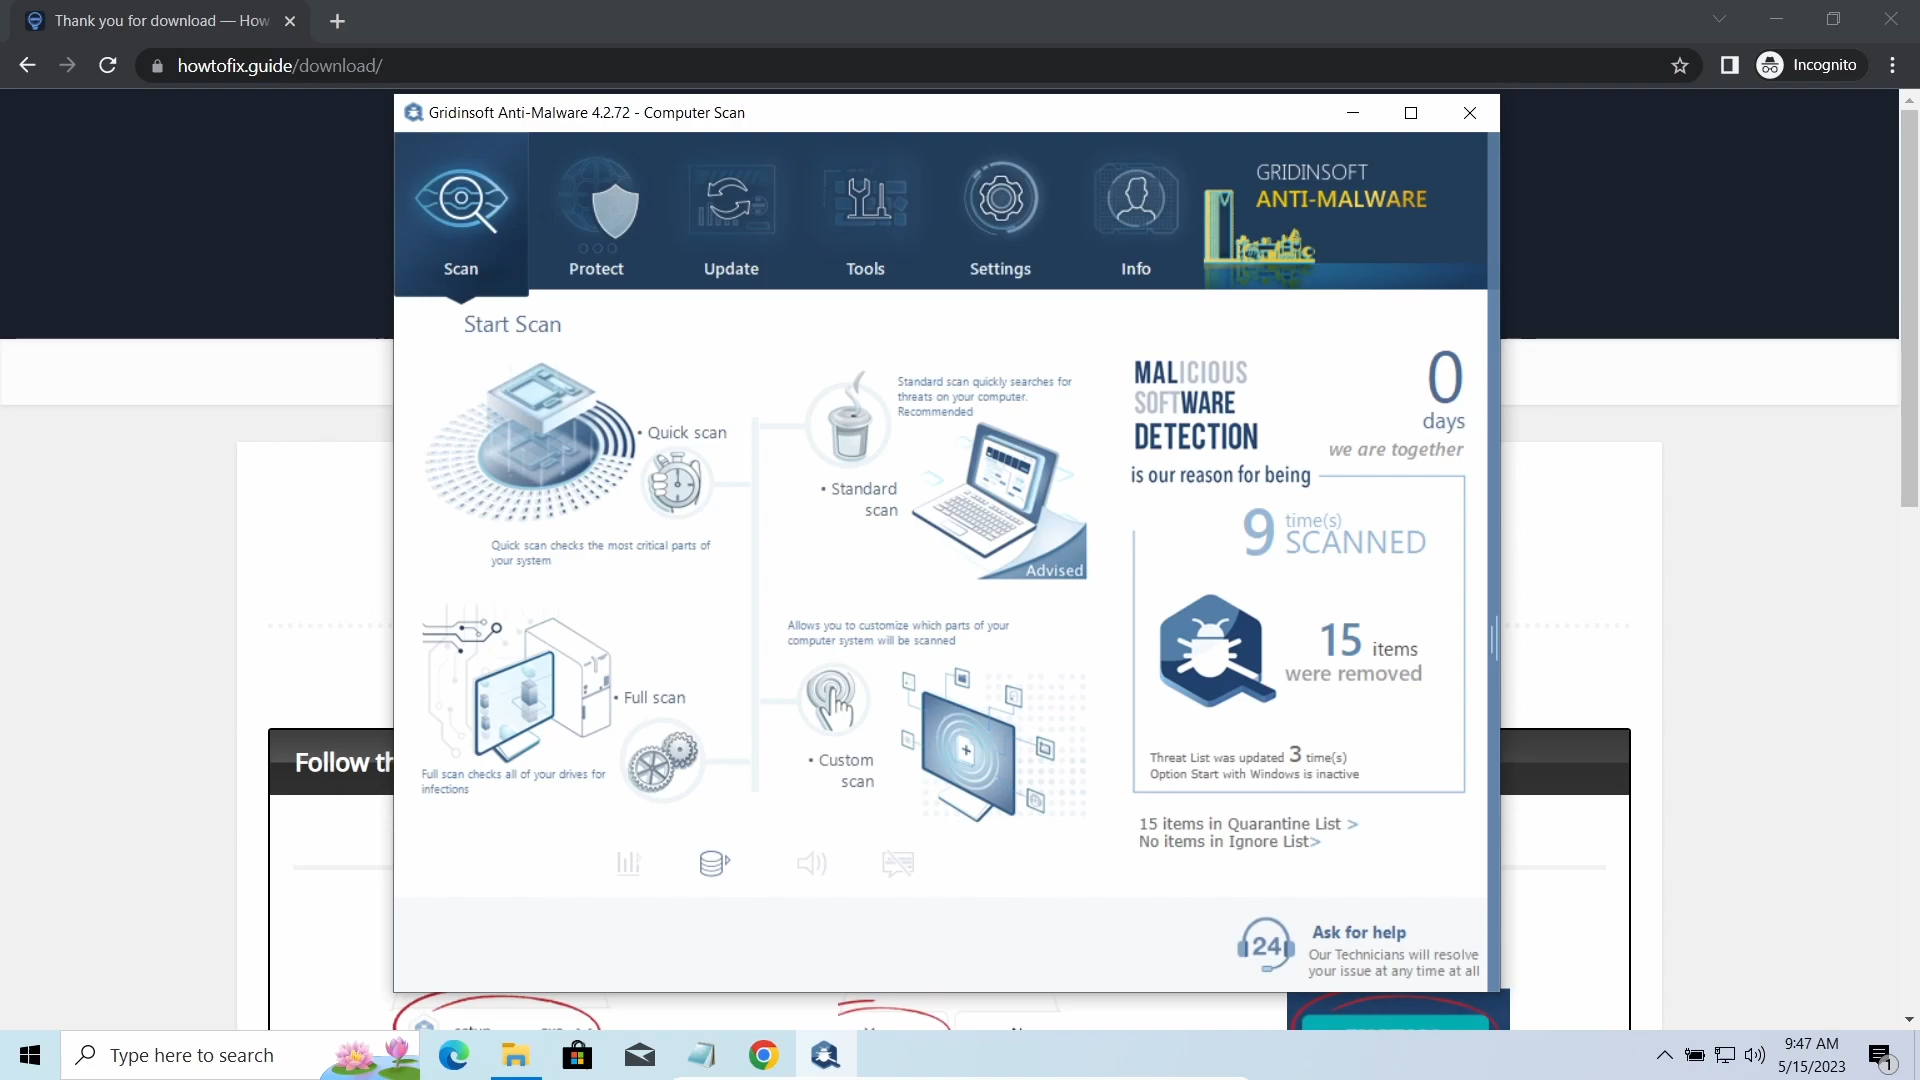 Thank you for download — How
howtofix.guide/download/
Incognito
Gridinsoft Anti-Malware 4.2.72 - Computer Scan
Scan
Protect
Update
Tools
Settings
Info
GRIDINSOFT
ANTI-MALWARE
Start Scan
• Quick scan
Quick scan checks the most critical parts of
your system
Standard scan quickly searches for
threats on your computer.
Recommended
• Standard
scan
Advised
• Full scan
Full scan checks all of your drives for
infections
Allows you to customize which parts of your
computer system will be scanned
• Custom
scan
MALICIOUS
SOFTWARE
DETECTION
is our reason for being
0
days
we are together
9 time(s)
SCANNED
15 items
were removed
Threat List was updated 3 time(s)
Option Start with Windows is inactive
15 items in Quarantine List >
No items in Ignore List>
24
Ask for help
Our Technicians will resolve
your issue at any time at all
Follow th
Type here to search
9:47 AM
5/15/2023
1